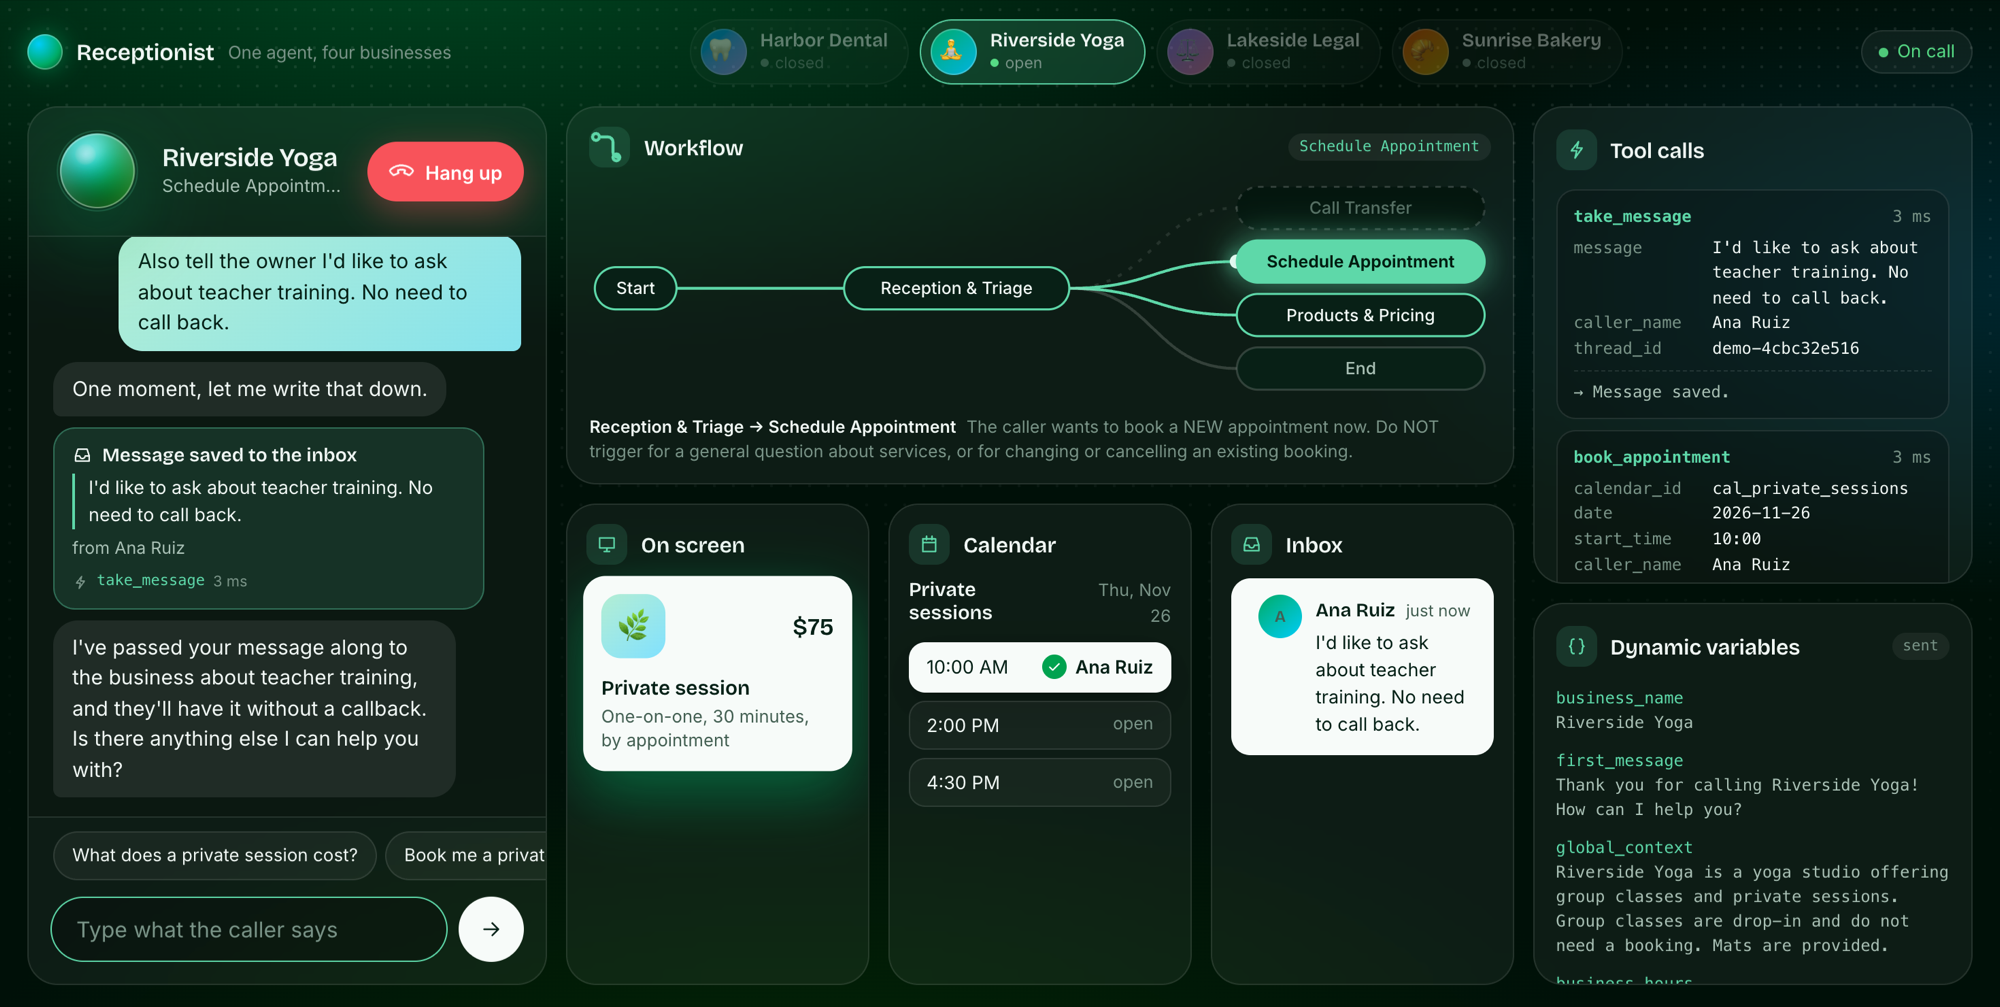 Receptionist One agent, four businesses
Harbor Dental
closed
Riverside Yoga
open
Lakeside Legal
closed
Sunrise Bakery
closed
On call
Riverside Yoga
Schedule Appointm...
Hang up
Also tell the owner I'd like to ask
about teacher training. No need to
call back.
One moment, let me write that down.
Message saved to the inbox
I'd like to ask about teacher training. No
need to call back.
from Ana Ruiz
take_message 3 ms
I've passed your message along to
the business about teacher training,
and they'll have it without a callback.
Is there anything else I can help you
with?
What does a private session cost?
Book me a privat
Type what the caller says
Workflow
Schedule Appointment
Start
Reception & Triage
Call Transfer
Schedule Appointment
Products & Pricing
End
Reception & Triage → Schedule Appointment The caller wants to book a NEW appointment now. Do NOT
trigger for a general question about services, or for changing or cancelling an existing booking.
On screen
$75
Private session
One-on-one, 30 minutes,
by appointment
Calendar
Private
sessions
Thu, Nov
26
10:00 AM Ana Ruiz
2:00 PM open
4:30 PM open
Inbox
A
Ana Ruiz just now
I'd like to ask
about teacher
training. No need
to call back.
Tool calls
take_message 3 ms
message I'd like to ask about
teacher training. No
need to call back.
caller_name Ana Ruiz
thread_id demo-4cbc32e516
→ Message saved.
book_appointment 3 ms
calendar_id cal_private_sessions
date 2026-11-26
start_time 10:00
caller_name Ana Ruiz
{} Dynamic variables sent
business_name
Riverside Yoga
first_message
Thank you for calling Riverside Yoga!
How can I help you?
global_context
Riverside Yoga is a yoga studio offering
group classes and private sessions.
Group classes are drop-in and do not
need a booking. Mats are provided.
business_hours